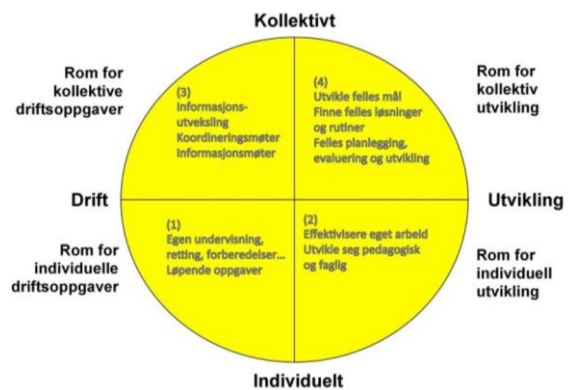 Kollektivt
Rom for
kollektive
driftsoppgaver
(3)
Informasjons-
utveksling
Koordineringsmøter
Informasjonsmøter
(4)
Utvikle felles mål
Finne felles løsninger
og rutiner
Felles planlegging,
evaluering og utvikling
Rom for
kollektiv
utvikling
Drift
Utvikling
Rom for
individuelle
driftsoppgaver
(1)
Egen undervisning,
retting, forberedelser...
Løpende oppgaver
(2)
Effektivisere eget arbeid
Utvikle seg pedagogisk
og faglig
Rom for
individuell
utvikling
Individuelt